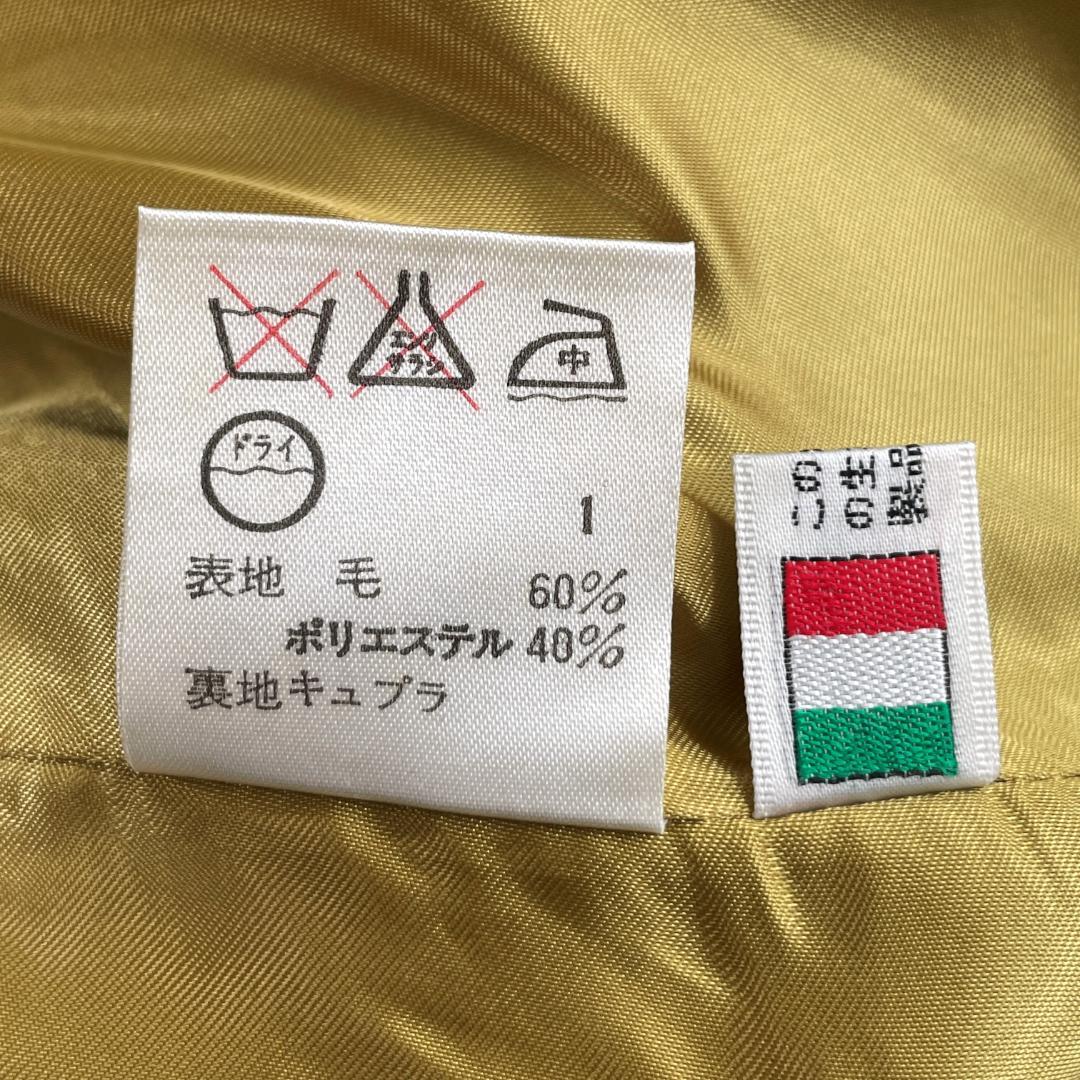 エンソ
サラシ
中
ドライ
1
表地 毛 60%
ポリエステル 40%
裏地キュプラ
この
の生
製品